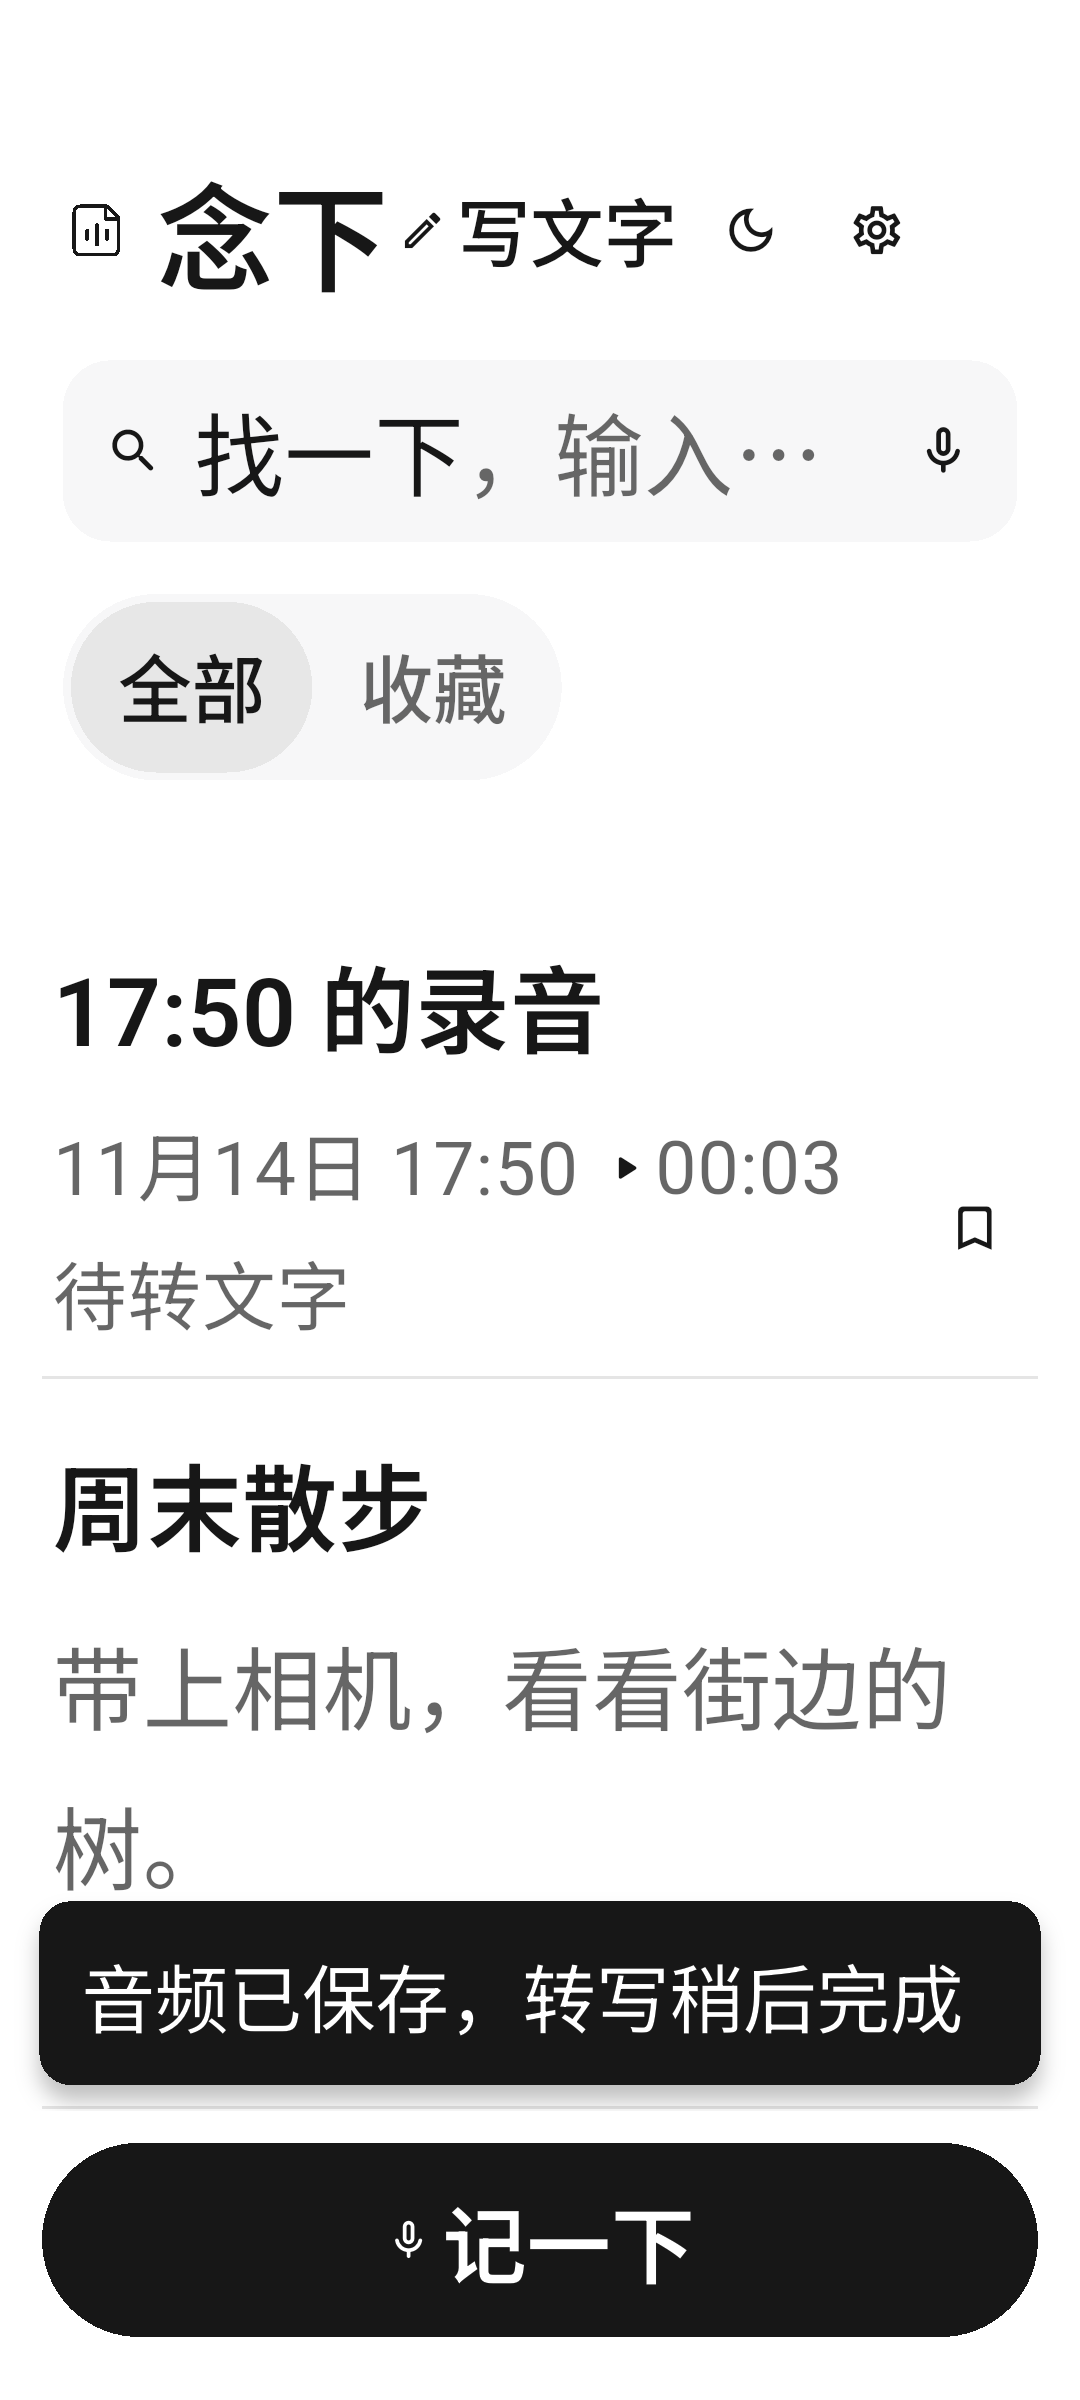 念下 写文字
找一下，输入…
全部 收藏
17:50 的录音
11月14日 17:50 00:03
待转文字
周末散步
带上相机，看看街边的
树。
音频已保存，转写稍后完成
记一下